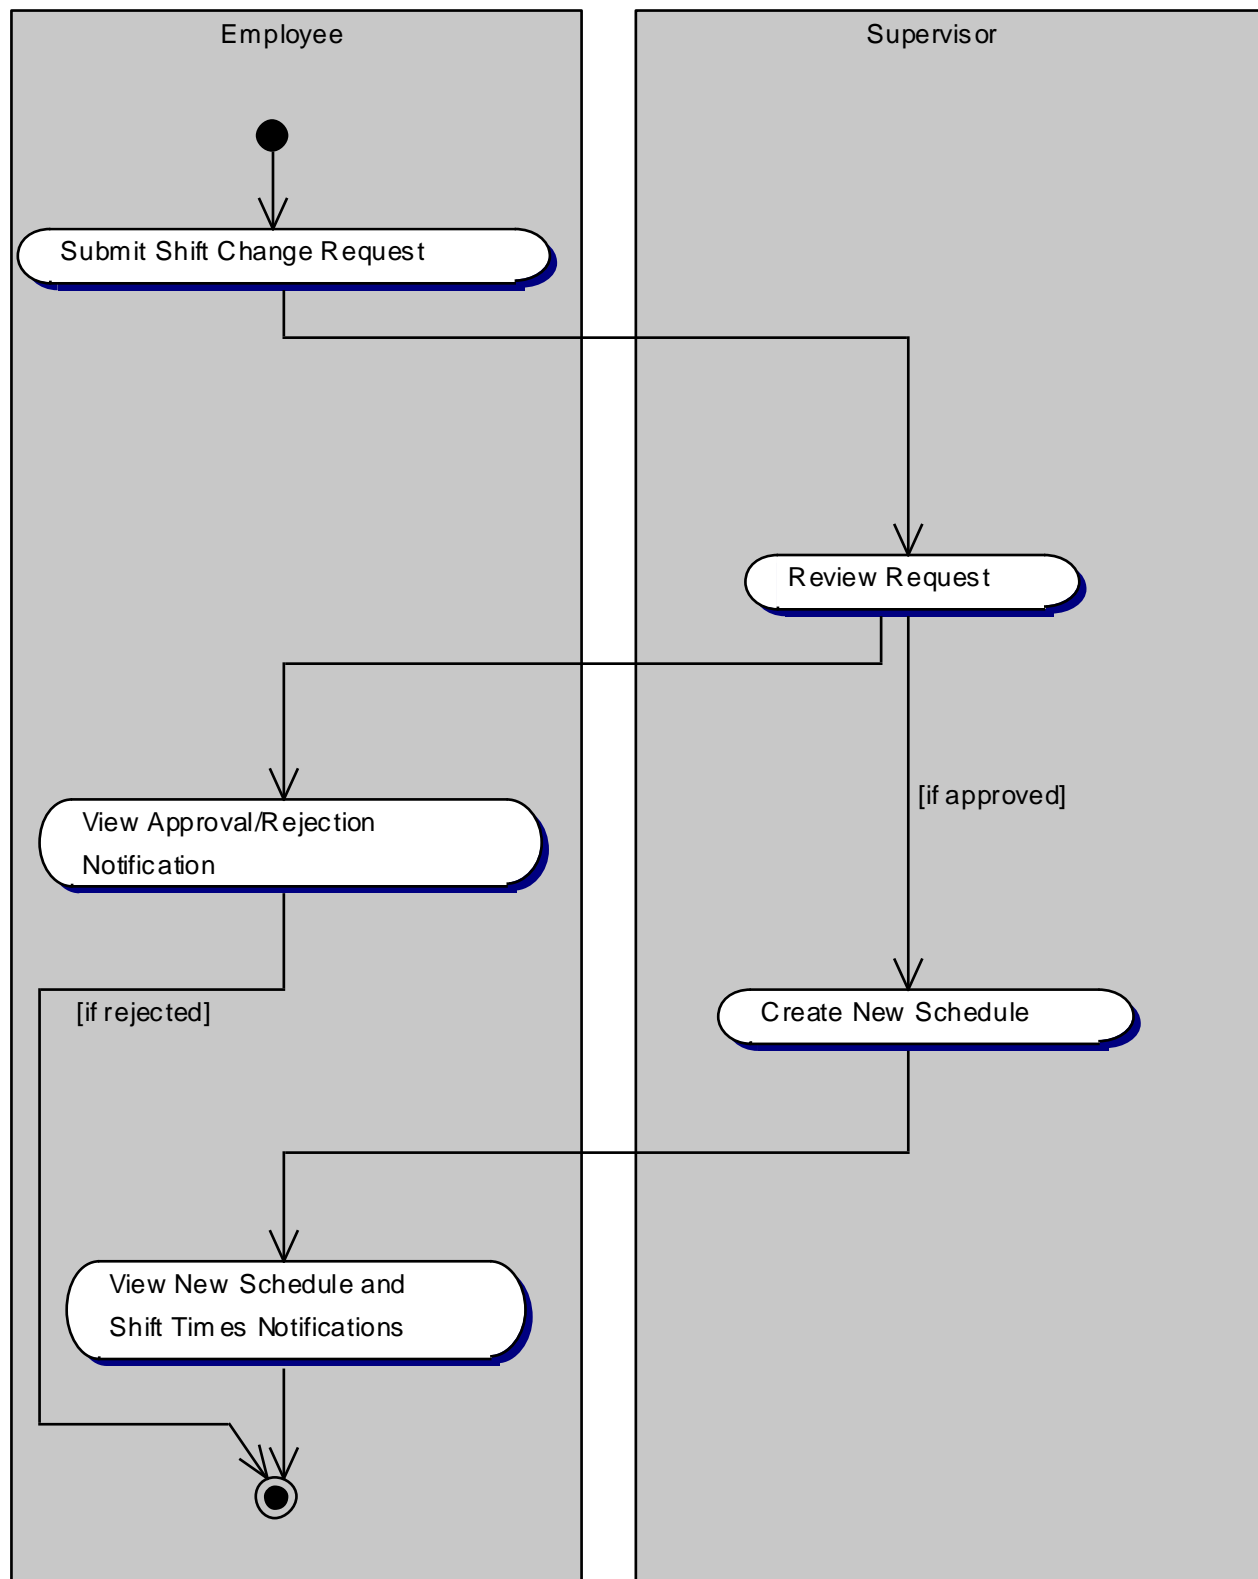 Employee
Supervisor
Submit Shift Change Request
Review Request
[if approved]
View Approval/Rejection
Notification
[if rejected]
Create New Schedule
View New Schedule and
Shift Times Notifications